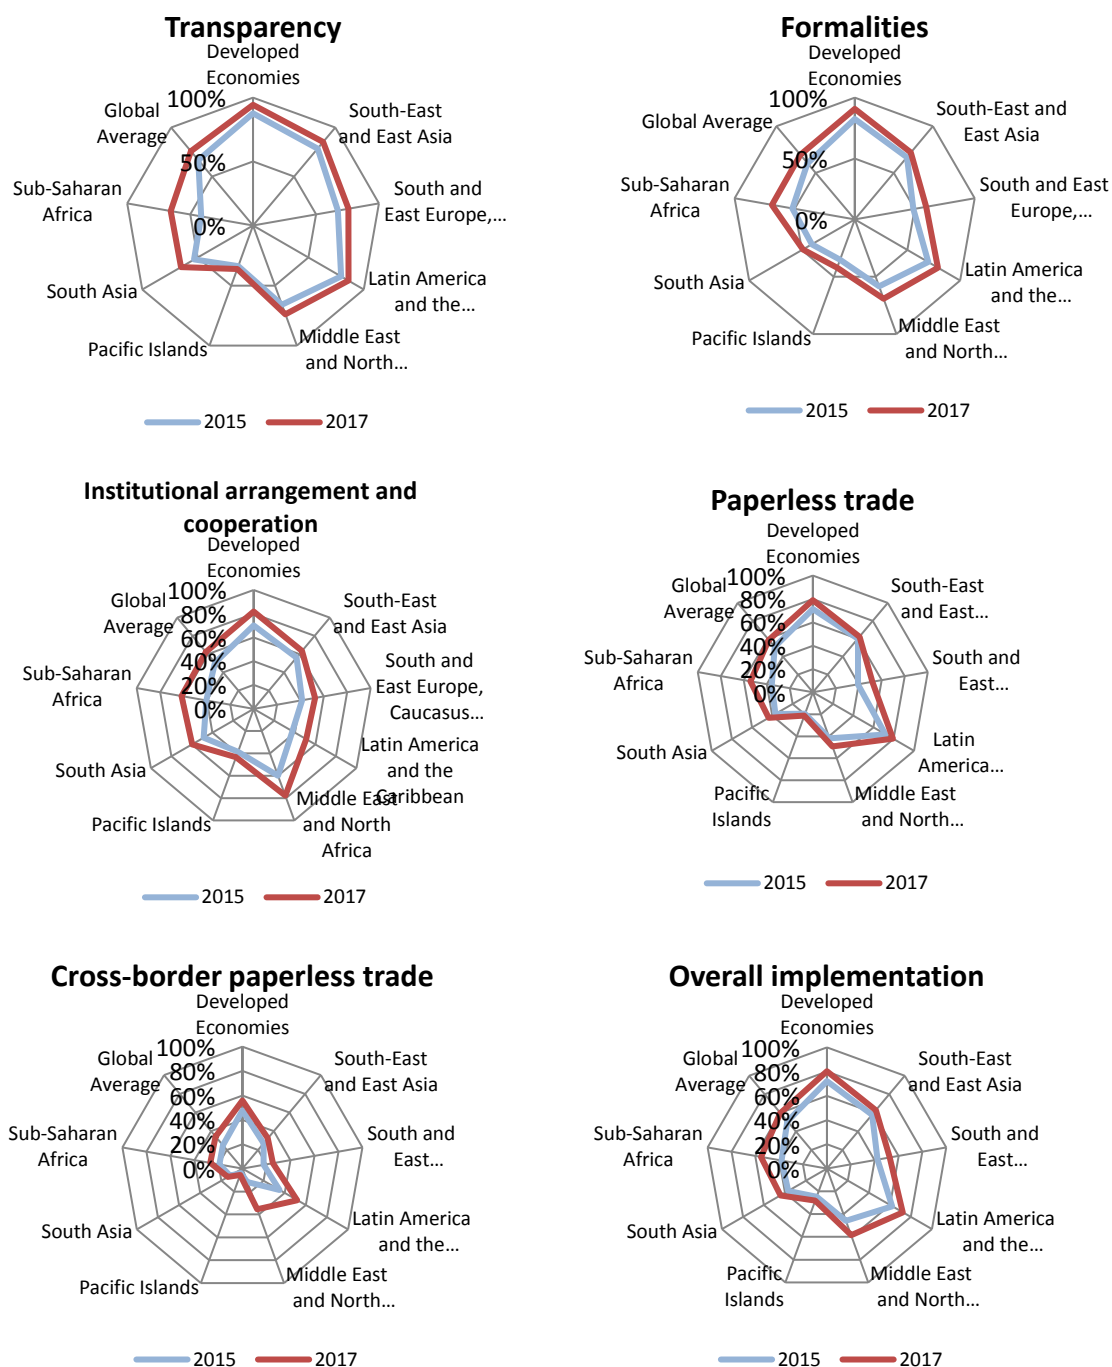 Transparency
Developed
Economies
South-East
and East Asia
South and
East Europe,...
Latin America
and the...
Middle East
and North...
Pacific Islands
South Asia
Sub-Saharan
Africa
Global
Average
100%
50%
0%
2015
2017
Formalities
Developed
Economies
South-East and
East Asia
South and East
Europe,...
Latin America
and the...
Middle East
and North...
Pacific Islands
South Asia
Sub-Saharan
Africa
Global Average
100%
50%
0%
2015
2017
Institutional arrangement and
cooperation
Developed
Economies
South-East
and East Asia
South and
East Europe,
Caucasus...
Latin America
and the
Caribbean
Middle East
and North
Africa
Pacific Islands
South Asia
Sub-Saharan
Africa
Global
Average
100%
80%
60%
40%
20%
0%
2015
2017
Paperless trade
Developed
Economies
South-East
and East...
South and
East...
Latin
America...
Middle East
and North...
Pacific
Islands
South Asia
Sub-Saharan
Africa
Global
Average
100%
80%
60%
40%
20%
0%
2015
2017
Cross-border paperless trade
Developed
Economies
South-East
and East Asia
South and
East...
Latin America
and the...
Middle East
and North...
Pacific Islands
South Asia
Sub-Saharan
Africa
Global
Average
100%
80%
60%
40%
20%
0%
2015
2017
Overall implementation
Developed
Economies
South-East
and East Asia
South and
East...
Latin America
and the...
Middle East
and North...
Pacific
Islands
South Asia
Sub-Saharan
Africa
Global
Average
100%
80%
60%
40%
20%
0%
2015
2017